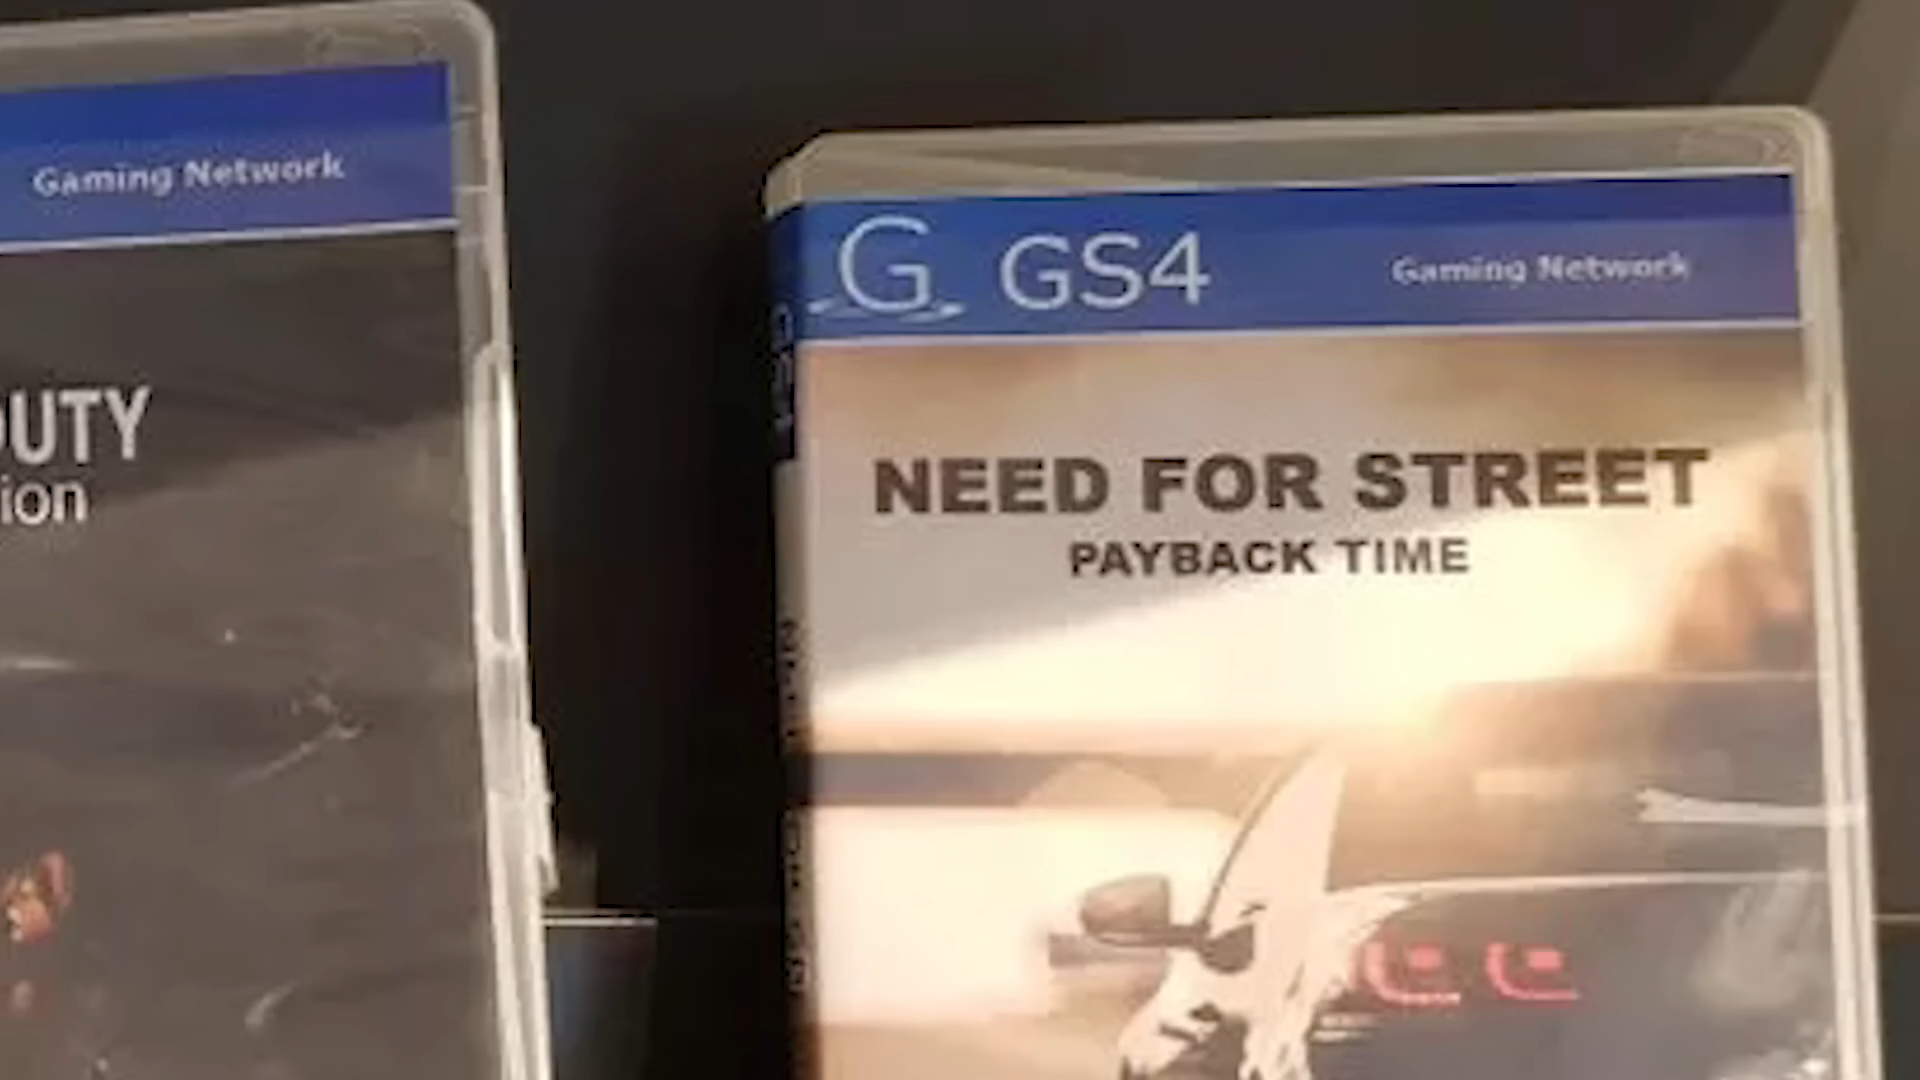 Gaming Network
DUTY
ion
G GS4 Gaming Network
NEED FOR STREET
PAYBACK TIME